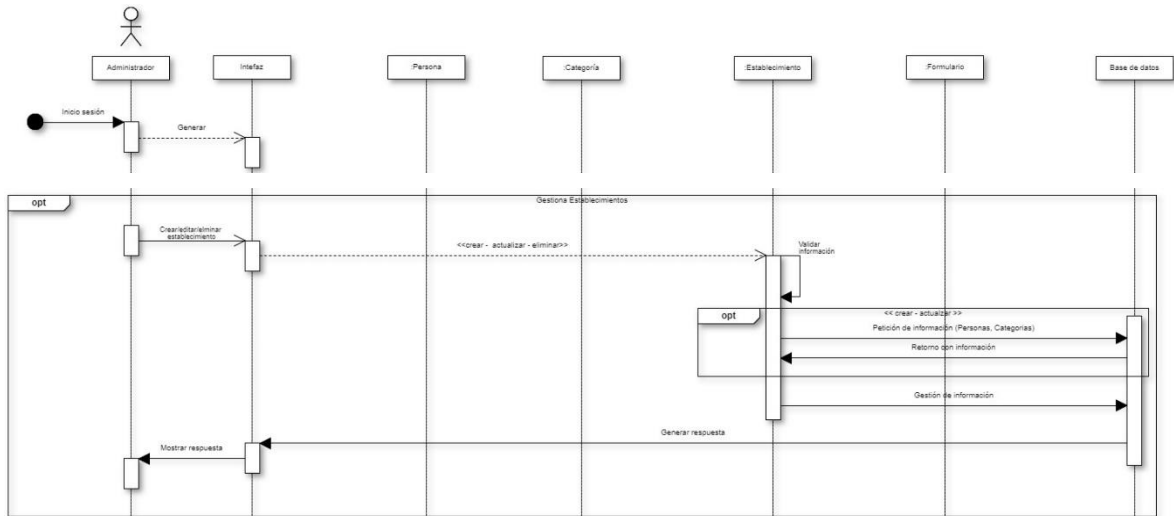 Administrador
Intefaz
:Persona
:Categoría
:Establecimiento
:Formulario
Base de datos
Inicio sesión
Generar
opt
Gestiona Establecimientos
Crear/editar/elminar
establecimiento
<<crear - actualizar - eliminar>>
Validar
información
opt
<< crear - actuaizar >>
Petición de información (Personas, Categorias)
Retorno con información
Gestión de información
Generar respuesta
Mostrar respuesta